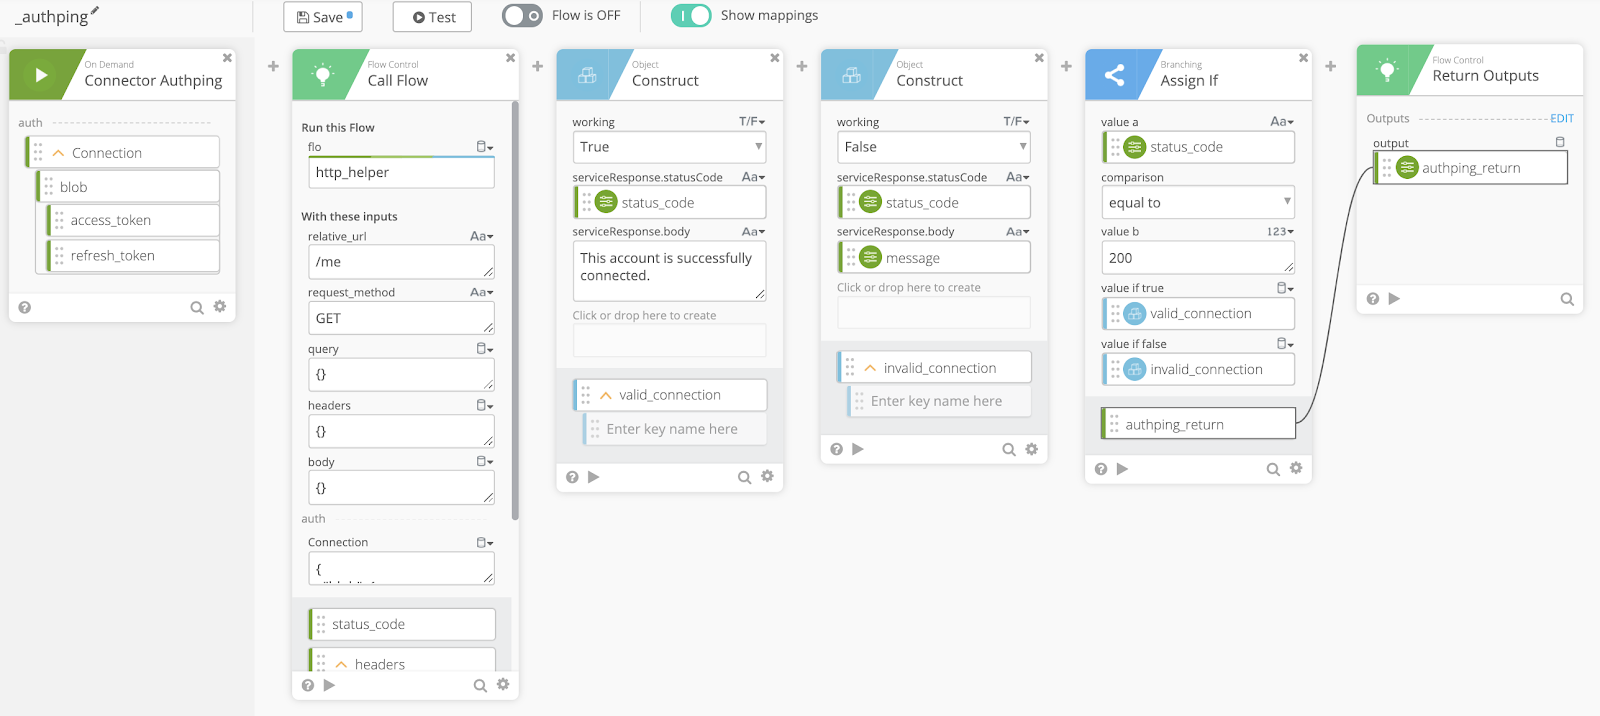 _authping
Save
Test
Flow is OFF
Show mappings
On Demand
Connector Authping
auth
Connection
blob
access_token
refresh_token
Flow Control
Call Flow
Run this Flow
flo
http_helper
With these inputs
relative_url
Aa
/me
request_method
Aa
GET
query
{}
headers
{}
body
{}
auth
Connection
{
status_code
headers
Object
Construct
working
T/F
True
serviceResponse.statusCode
Aa
status_code
serviceResponse.body
Aa
This account is successfully
connected.
Click or drop here to create
valid_connection
Enter key name here
Object
Construct
working
T/F
False
serviceResponse.statusCode
Aa
status_code
serviceResponse.body
Aa
message
Click or drop here to create
invalid_connection
Enter key name here
Branching
Assign If
value a
Aa
status_code
comparison
equal to
value b
123
200
value if true
valid_connection
value if false
invalid_connection
authping_return
Flow Control
Return Outputs
Outputs
EDIT
output
authping_return